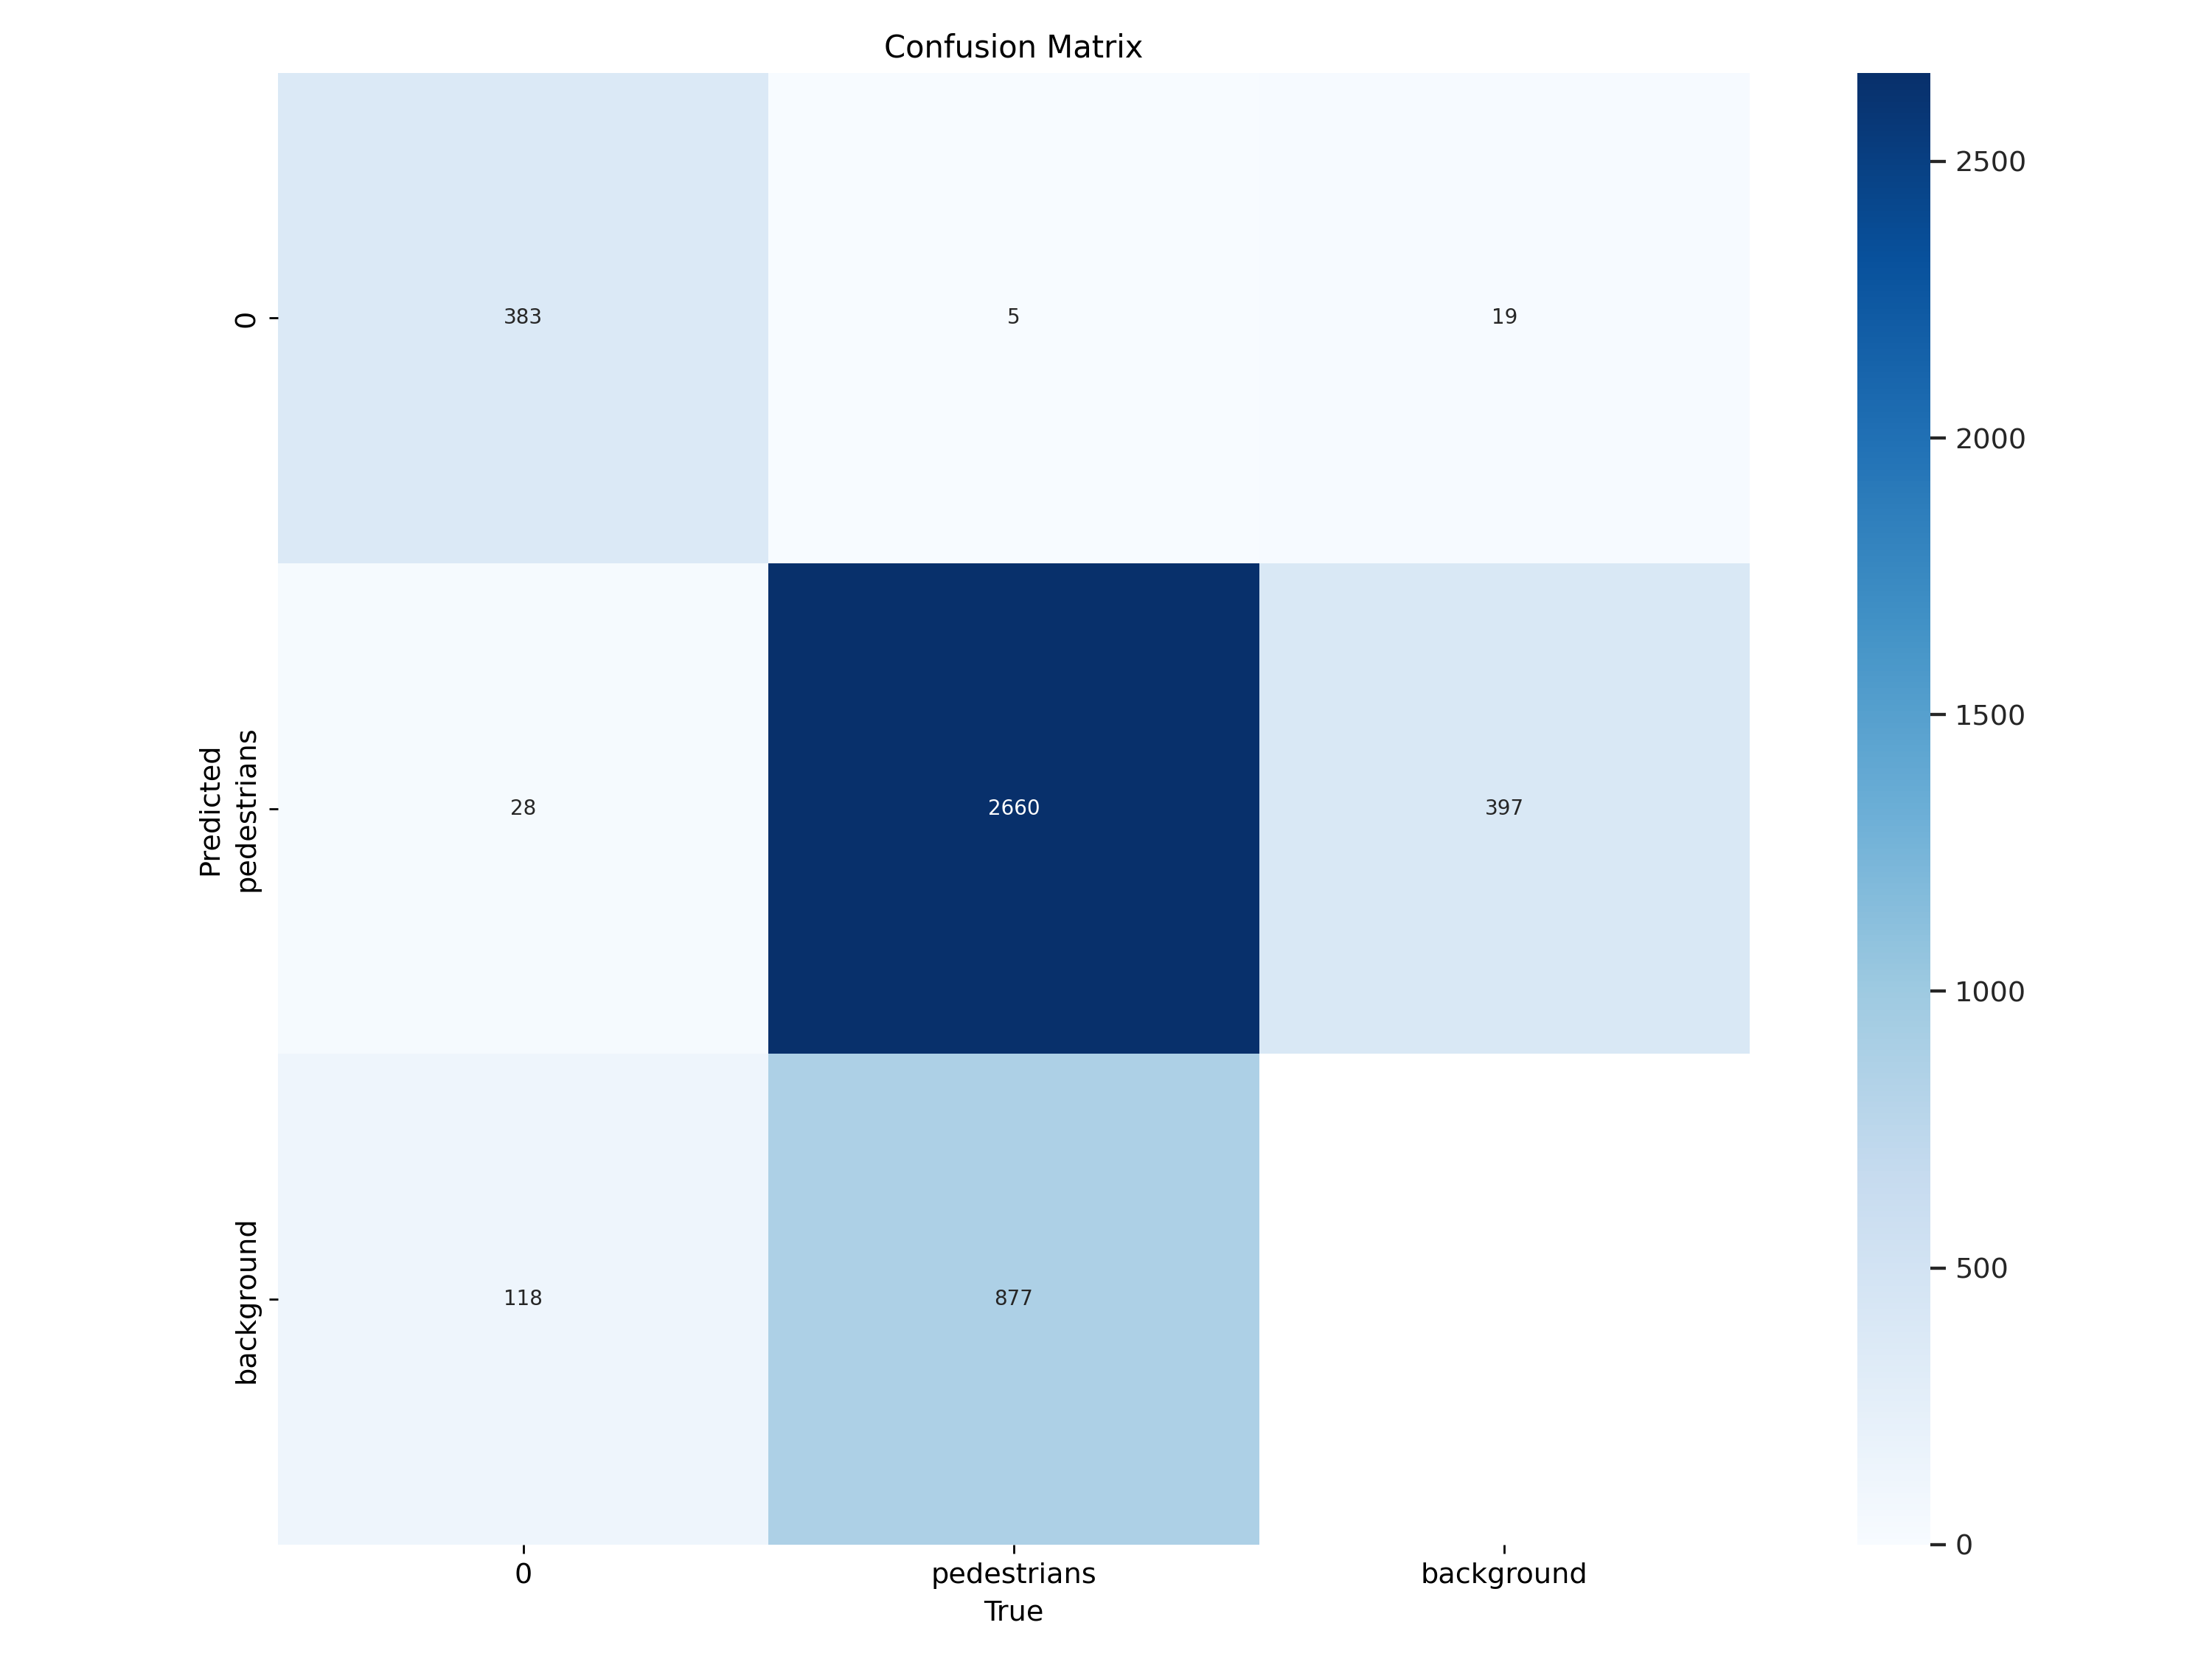 Confusion Matrix
0
383
5
19
Predicted
pedestrians
28
2660
397
background
118
877
0
pedestrians
background
True
2500
2000
1500
1000
500
0